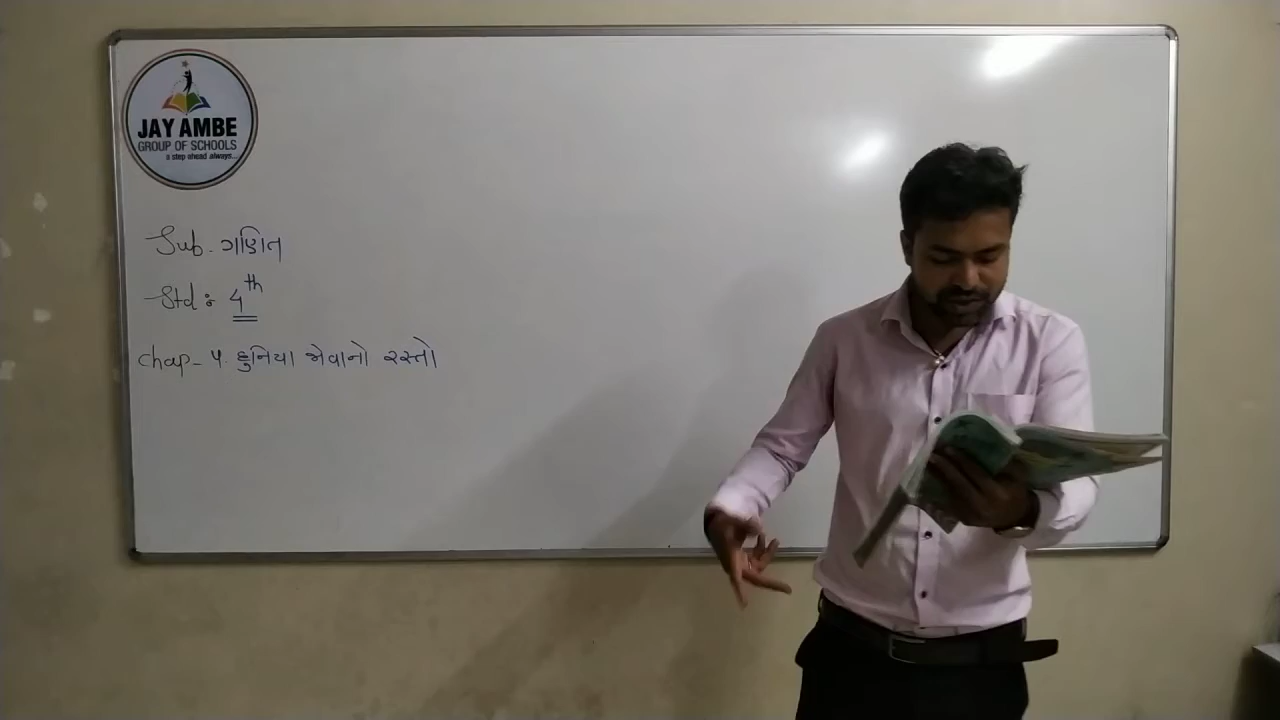 JAY AMBE
GROUP OF SCHOOLS
a step ahead always...
Sub. ગણિત
Std : 4th
Chap - ૫. દુનિયા જોવાનો રસ્તો